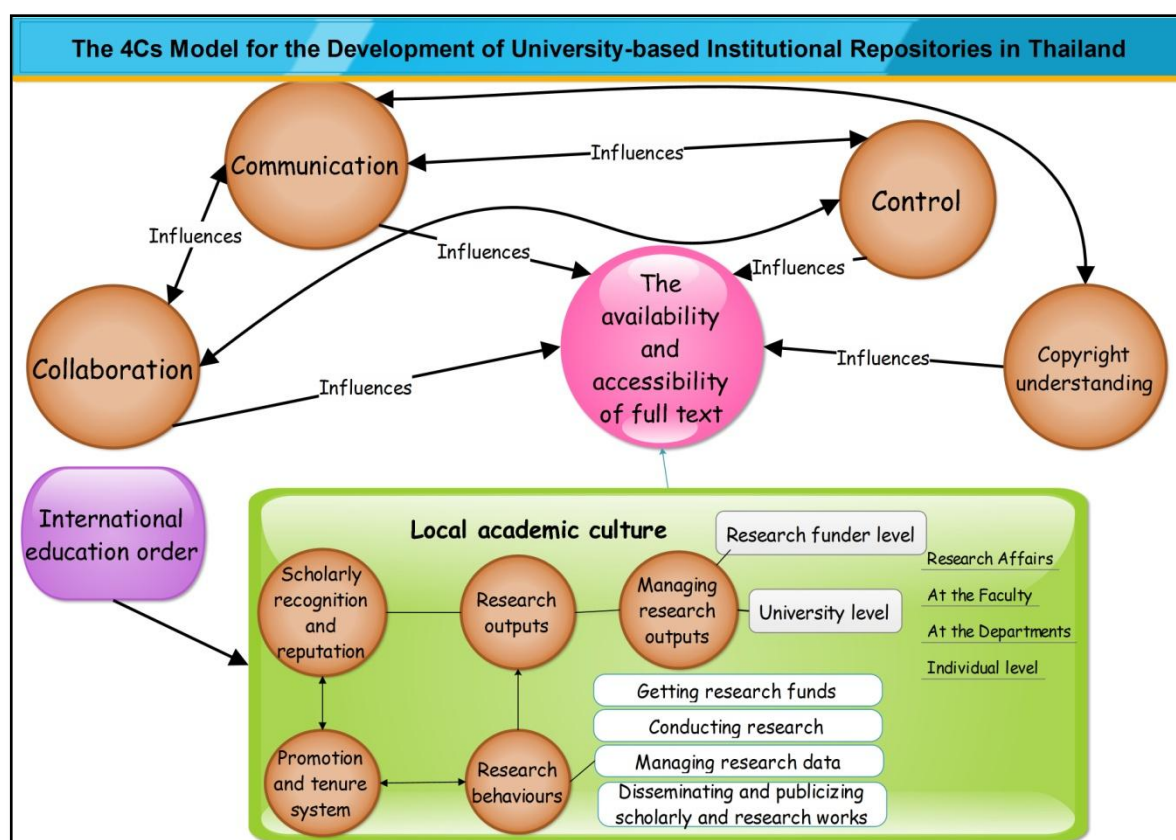 The 4Cs Model for the Development of University-based Institutional Repositories in Thailand
Communication
Influences
Control
Influences
Influences
Influences
The
availability
and
accessibility
of full text
Collaboration
Influences
Influences
Copyright
understanding
International
education order
Local academic culture
Research funder level
Scholarly
recognition
and
reputation
Research
outputs
Managing
research
outputs
University level
Research Affairs
At the Faculty
At the Departments
Individual level
Promotion
and tenure
system
Research
behaviours
Getting research funds
Conducting research
Managing research data
Disseminating and publicizing
scholarly and research works